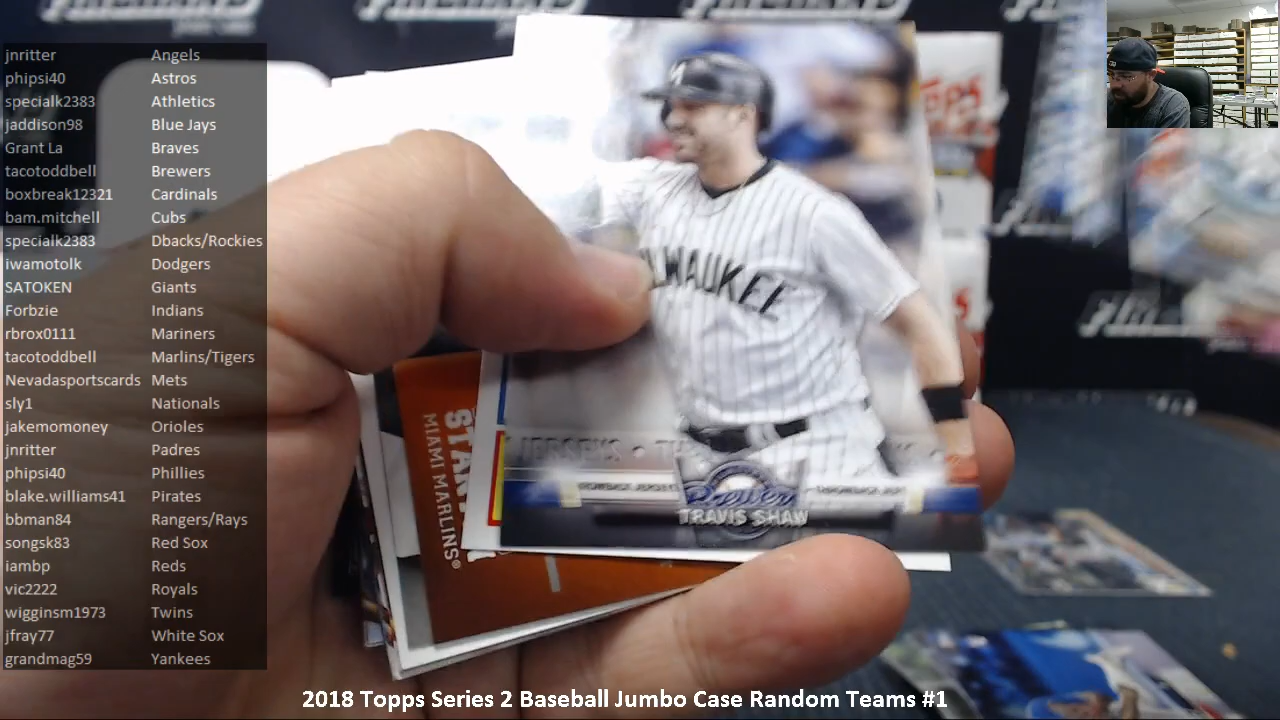 jnritter Angels
phipsi40 Astros
specialk2383 Athletics
jaddison98 Blue Jays
Grant La Braves
tacotoddbell Brewers
boxbreak12321 Cardinals
bam.mitchell Cubs
specialk2383 Dbacks/Rockies
iwamotolk Dodgers
SATOKEN Giants
Forbzie Indians
rbrox0111 Mariners
tacotoddbell Marlins/Tigers
Nevadasportscards Mets
sly1 Nationals
jakemomoney Orioles
jnritter Padres
phipsi40 Phillies
blake.williams41 Pirates
bbman84 Rangers/Rays
songsk83 Red Sox
iambp Reds
vic2222 Royals
wigginsm1973 Twins
jfray77 White Sox
grandmag59 Yankees
MIAMI MARLINS®
TRAVIS SHAW
2018 Topps Series 2 Baseball Jumbo Case Random Teams #1